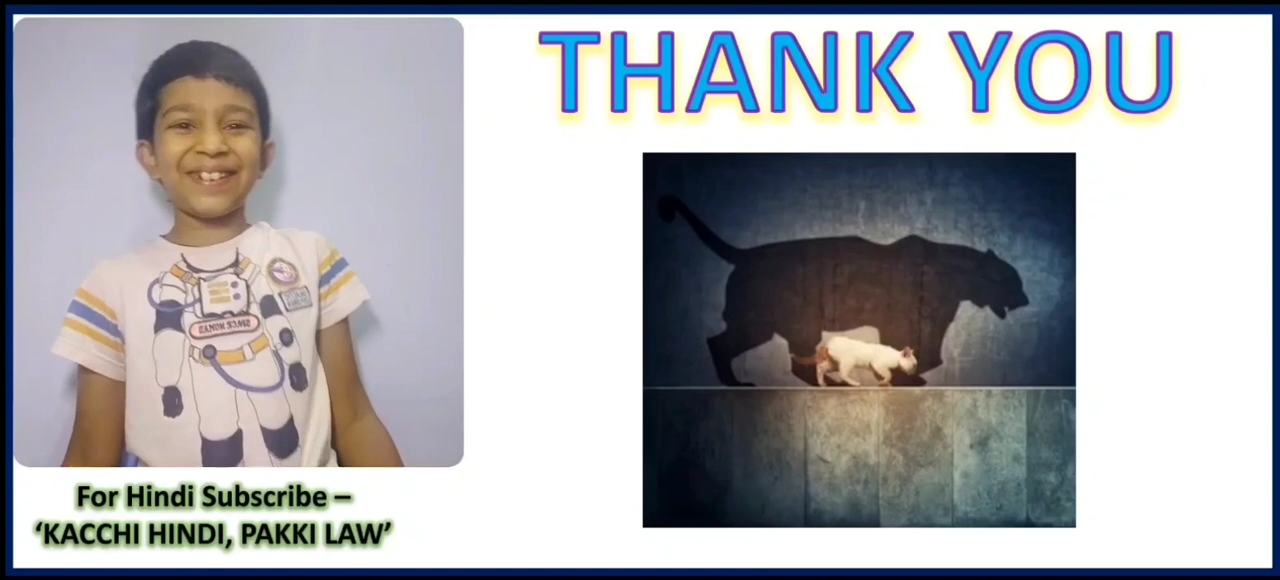 THANK YOU
For Hindi Subscribe –
‘KACCHI HINDI, PAKKI LAW’